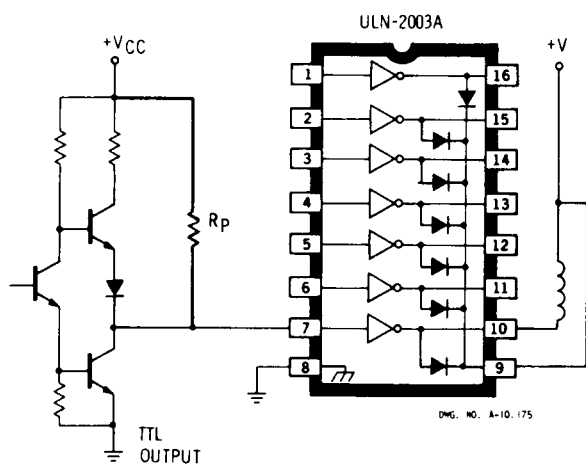 ULN-2003A
+VCC
+V
RP
1
2
3
4
5
6
7
8
16
15
14
13
12
11
10
9
TTL
OUTPUT
DWG. NO. A-10,175